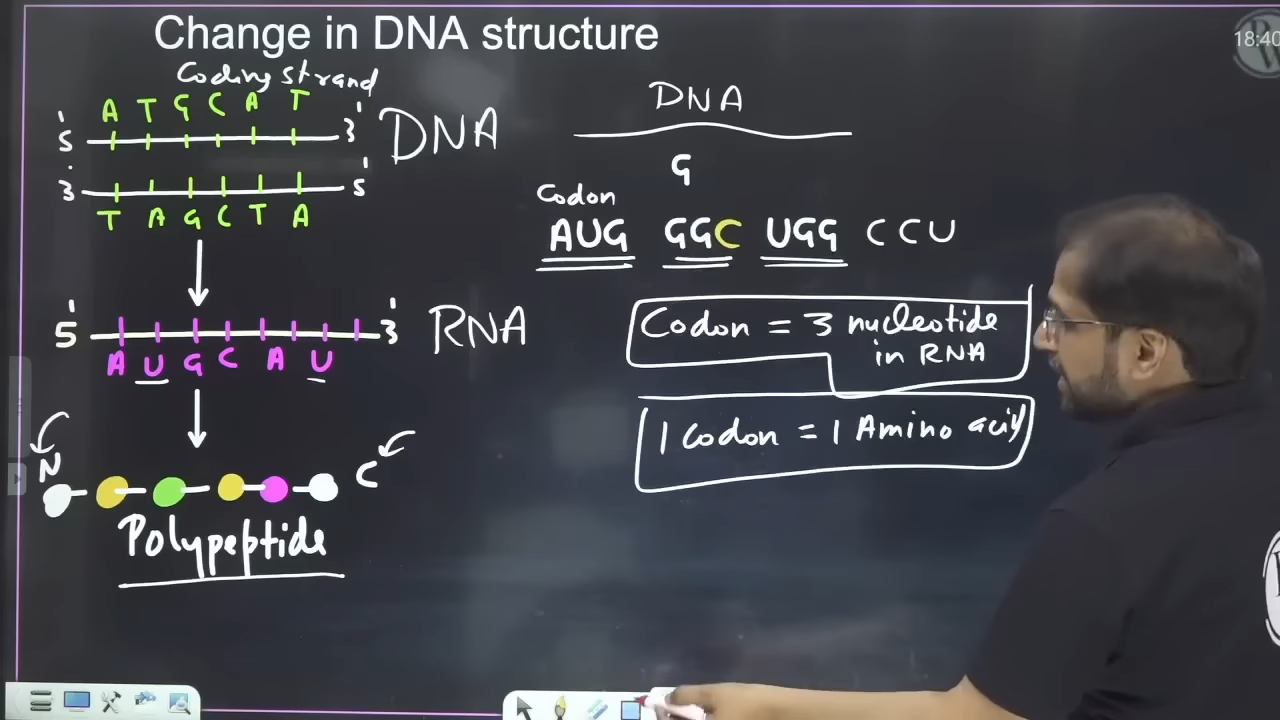 Change in DNA structure
18:40
Coding strand
A T G C A T
5' 3'
DNA
3' 5'
T A G C T A
5' 3'
RNA
A U G C A U
N C
Polypeptide
DNA
G
Codon
AUG GGC UGG CCU
Codon = 3 nucleotide
in RNA
1 Codon = 1 Amino acid